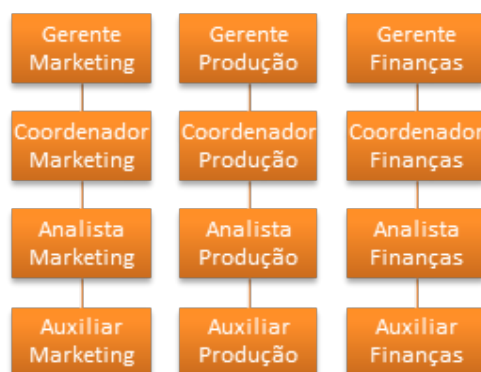 Gerente
Marketing
Gerente
Produção
Gerente
Finanças
Coordenador
Marketing
Coordenador
Produção
Coordenador
Finanças
Analista
Marketing
Analista
Produção
Analista
Finanças
Auxiliar
Marketing
Auxiliar
Produção
Auxiliar
Finanças